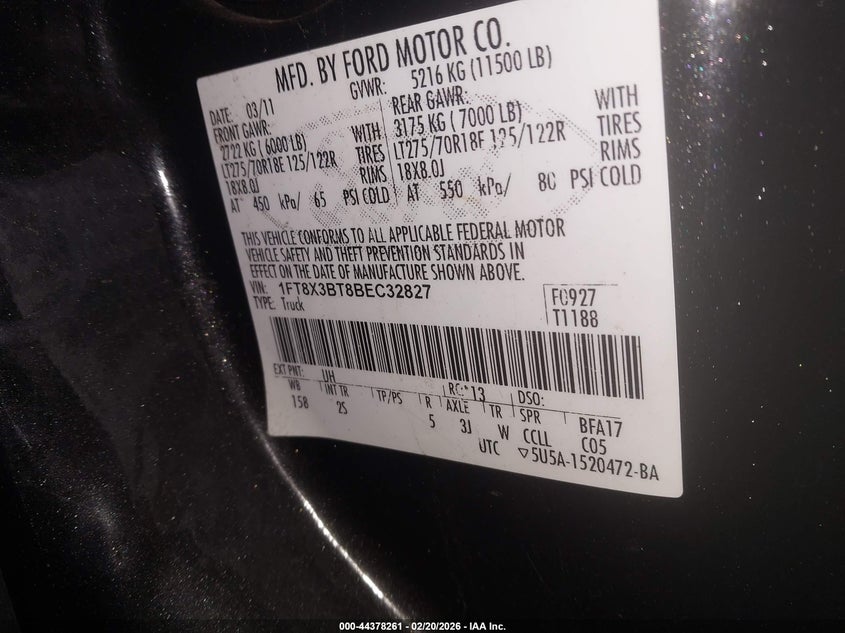 MFD. BY FORD MOTOR CO.
DATE: 03/11 GVWR: 5216 KG (11500 LB)
FRONT GAWR: REAR GAWR:
2722 KG (6000 LB) WITH 3175 KG (7000 LB) WITH
LT275/70R18E 125/122R TIRES LT275/70R18E 125/122R TIRES
18X8.0J RIMS 18X8.0J RIMS
AT 450 kPa/ 65 PSI COLD AT 550 kPa/ 80 PSI COLD
THIS VEHICLE CONFORMS TO ALL APPLICABLE FEDERAL MOTOR
VEHICLE SAFETY AND THEFT PREVENTION STANDARDS IN
EFFECT ON THE DATE OF MANUFACTURE SHOWN ABOVE.
VIN: 1FT8X3BT8BEC32827 F0927
TYPE: Truck T1188
EXT PNT: UH RC:*13 DSO:
WB INT TR TP/PS R AXLE TR SPR BFA17
158 2S 5 3J W CCLL C05
UTC ▽5U5A-1520472-BA
000-44378261 - 02/20/2026 - IAA Inc.